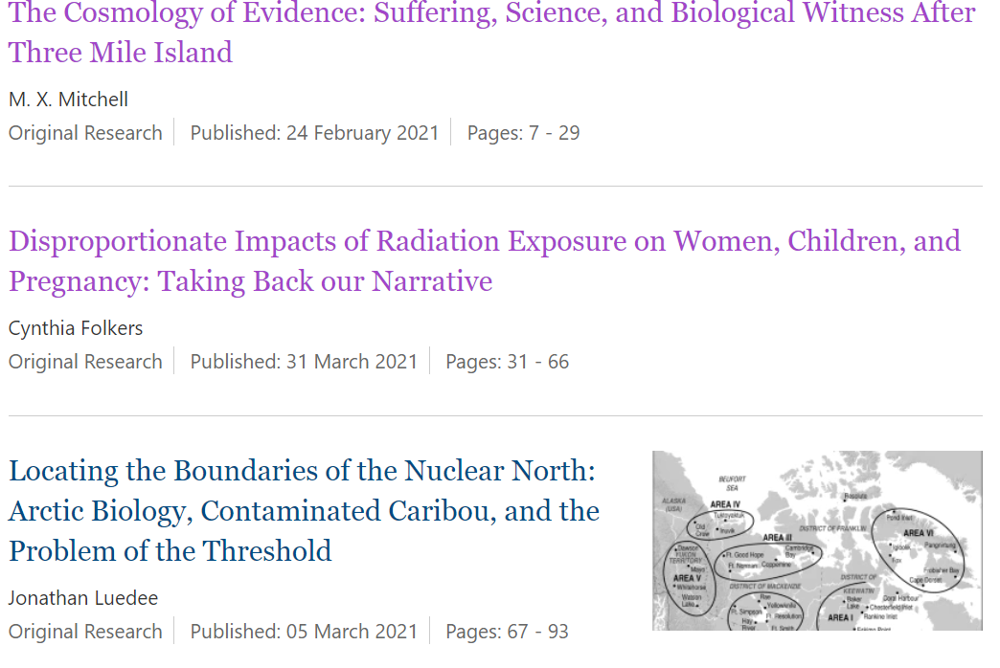 The Cosmology of Evidence: Suffering, Science, and Biological Witness After
Three Mile Island
M. X. Mitchell
Original Research Published: 24 February 2021 Pages: 7 - 29
Disproportionate Impacts of Radiation Exposure on Women, Children, and
Pregnancy: Taking Back our Narrative
Cynthia Folkers
Original Research Published: 31 March 2021 Pages: 31 - 66
Locating the Boundaries of the Nuclear North:
Arctic Biology, Contaminated Caribou, and the
Problem of the Threshold
Jonathan Luedee
Original Research Published: 05 March 2021 Pages: 67 - 93
BEUFORT
SEA
ALASKA
(USA)
AREA IV
Tuktoyaktuk
Old
Crow
Inuvik
Resolute
DISTRICT OF FRANKLIN
Pond Inlet
AREA VI
Igloolik
Pangnirtung
Frobisher Bay
Cape Dorset
AREA III
Ft. Good Hope
Cambridge
Bay
Ft. Norman
Coppermine
Dawson
YUKON
TERRITORY
Mayo
AREA V
Whitehorse
Watson
Lake
DISTRICT OF MACKENZIE
Rae
Yellowknife
Ft. Simpson
Ft. Resolution
Hay
River
Ft. Smith
DISTRICT OF
KEEWATIN
Baker
Lake
Coral Harbour
Chesterfield Inlet
AREA I
Rankine Inlet
Eskimo Point